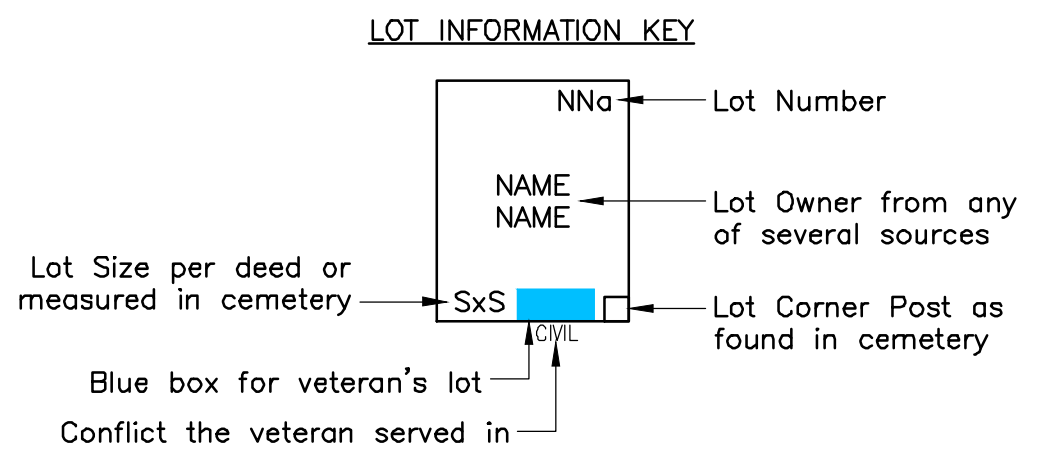 LOT INFORMATION KEY
NNa
Lot Number
NAME
NAME
Lot Owner from any
of several sources
Lot Size per deed or
measured in cemetery
SxS
Lot Corner Post as
found in cemetery
CIVIL
Blue box for veteran's lot
Conflict the veteran served in